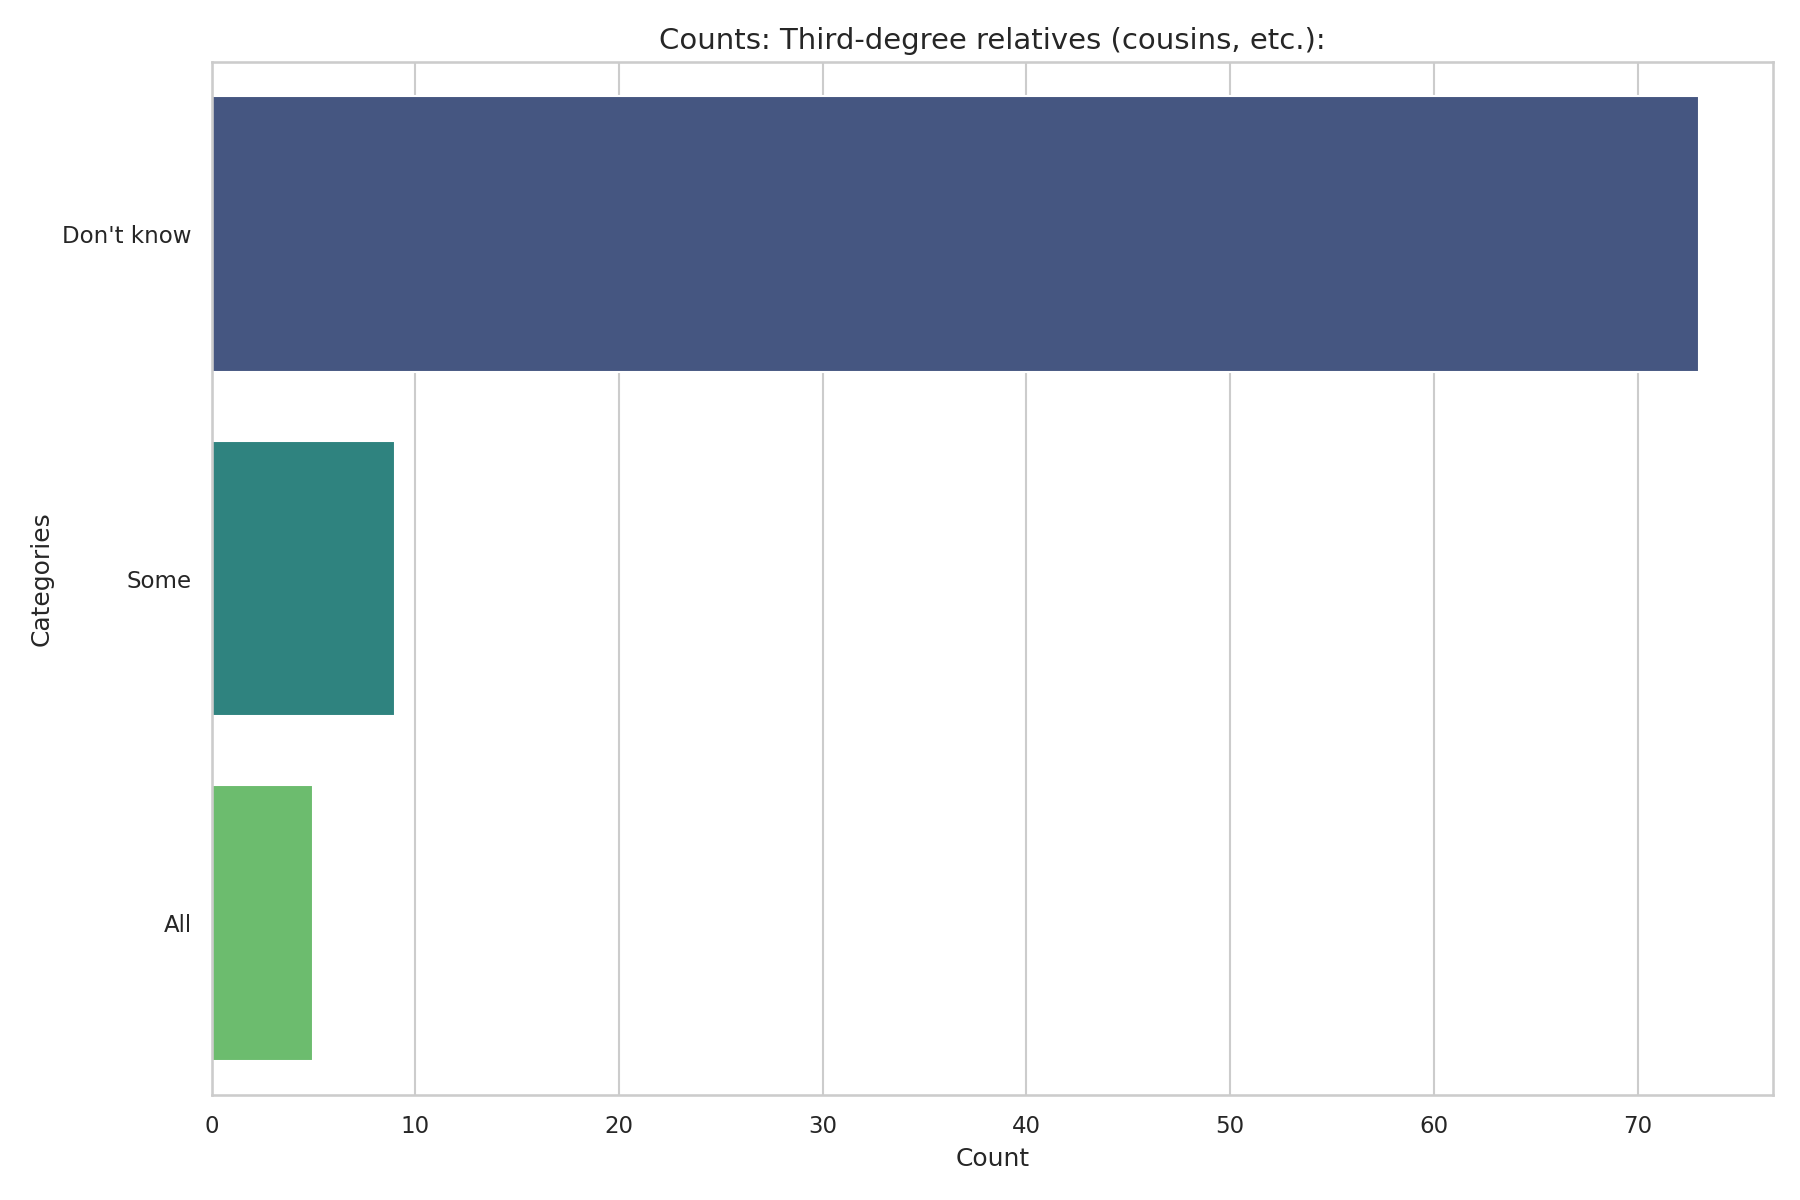 Counts: Third-degree relatives (cousins, etc.):
Don't know
Some
All
Categories
0 10 20 30 40 50 60 70
Count